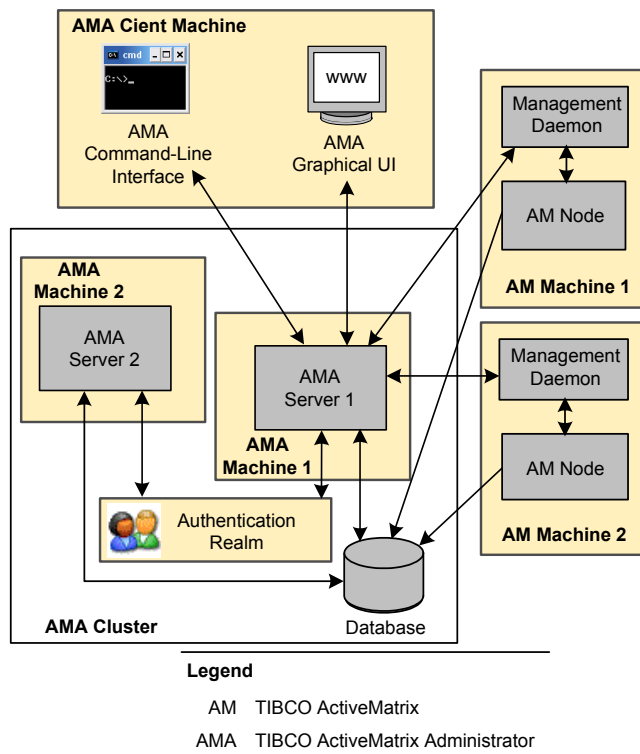 AMA Cient Machine
cmd
C:\>_
www
AMA
Command-Line
Interface
AMA
Graphical UI
Management
Daemon
AM Node
AM Machine 1
AMA
Machine 2
AMA
Server 2
AMA
Server 1
AMA
Machine 1
Management
Daemon
AM Node
AM Machine 2
Authentication
Realm
AMA Cluster
Database
Legend
AM TIBCO ActiveMatrix
AMA TIBCO ActiveMatrix Administrator